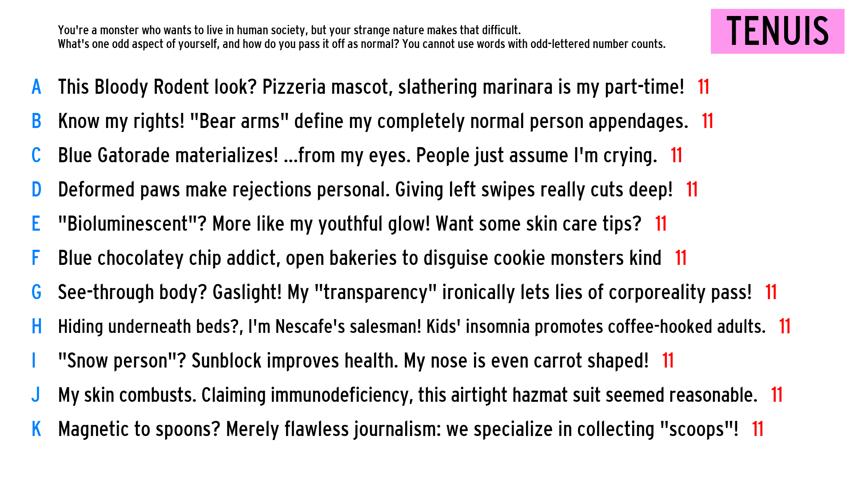 You're a monster who wants to live in human society, but your strange nature makes that difficult.
What's one odd aspect of yourself, and how do you pass it off as normal? You cannot use words with odd-lettered number counts.
TENUIS
A This Bloody Rodent look? Pizzeria mascot, slathering marinara is my part-time! 11
B Know my rights! "Bear arms" define my completely normal person appendages. 11
C Blue Gatorade materializes! ...from my eyes. People just assume I'm crying. 11
D Deformed paws make rejections personal. Giving left swipes really cuts deep! 11
E "Bioluminescent"? More like my youthful glow! Want some skin care tips? 11
F Blue chocolatey chip addict, open bakeries to disguise cookie monsters kind 11
G See-through body? Gaslight! My "transparency" ironically lets lies of corporeality pass! 11
H Hiding underneath beds?, I'm Nescafe's salesman! Kids' insomnia promotes coffee-hooked adults. 11
I "Snow person"? Sunblock improves health. My nose is even carrot shaped! 11
J My skin combusts. Claiming immunodeficiency, this airtight hazmat suit seemed reasonable. 11
K Magnetic to spoons? Merely flawless journalism: we specialize in collecting "scoops"! 11